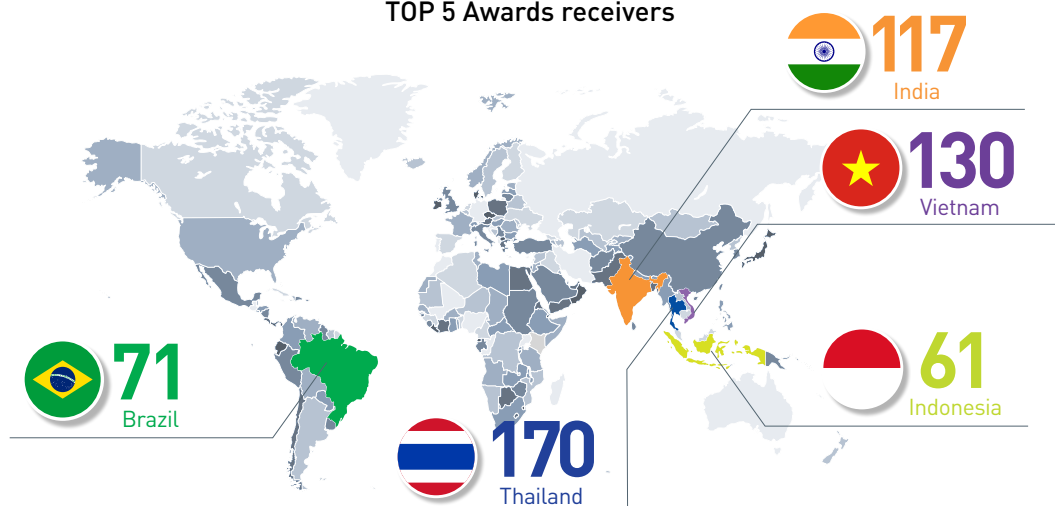 TOP 5 Awards receivers
117
India
130
Vietnam
71
Brazil
61
Indonesia
170
Thailand